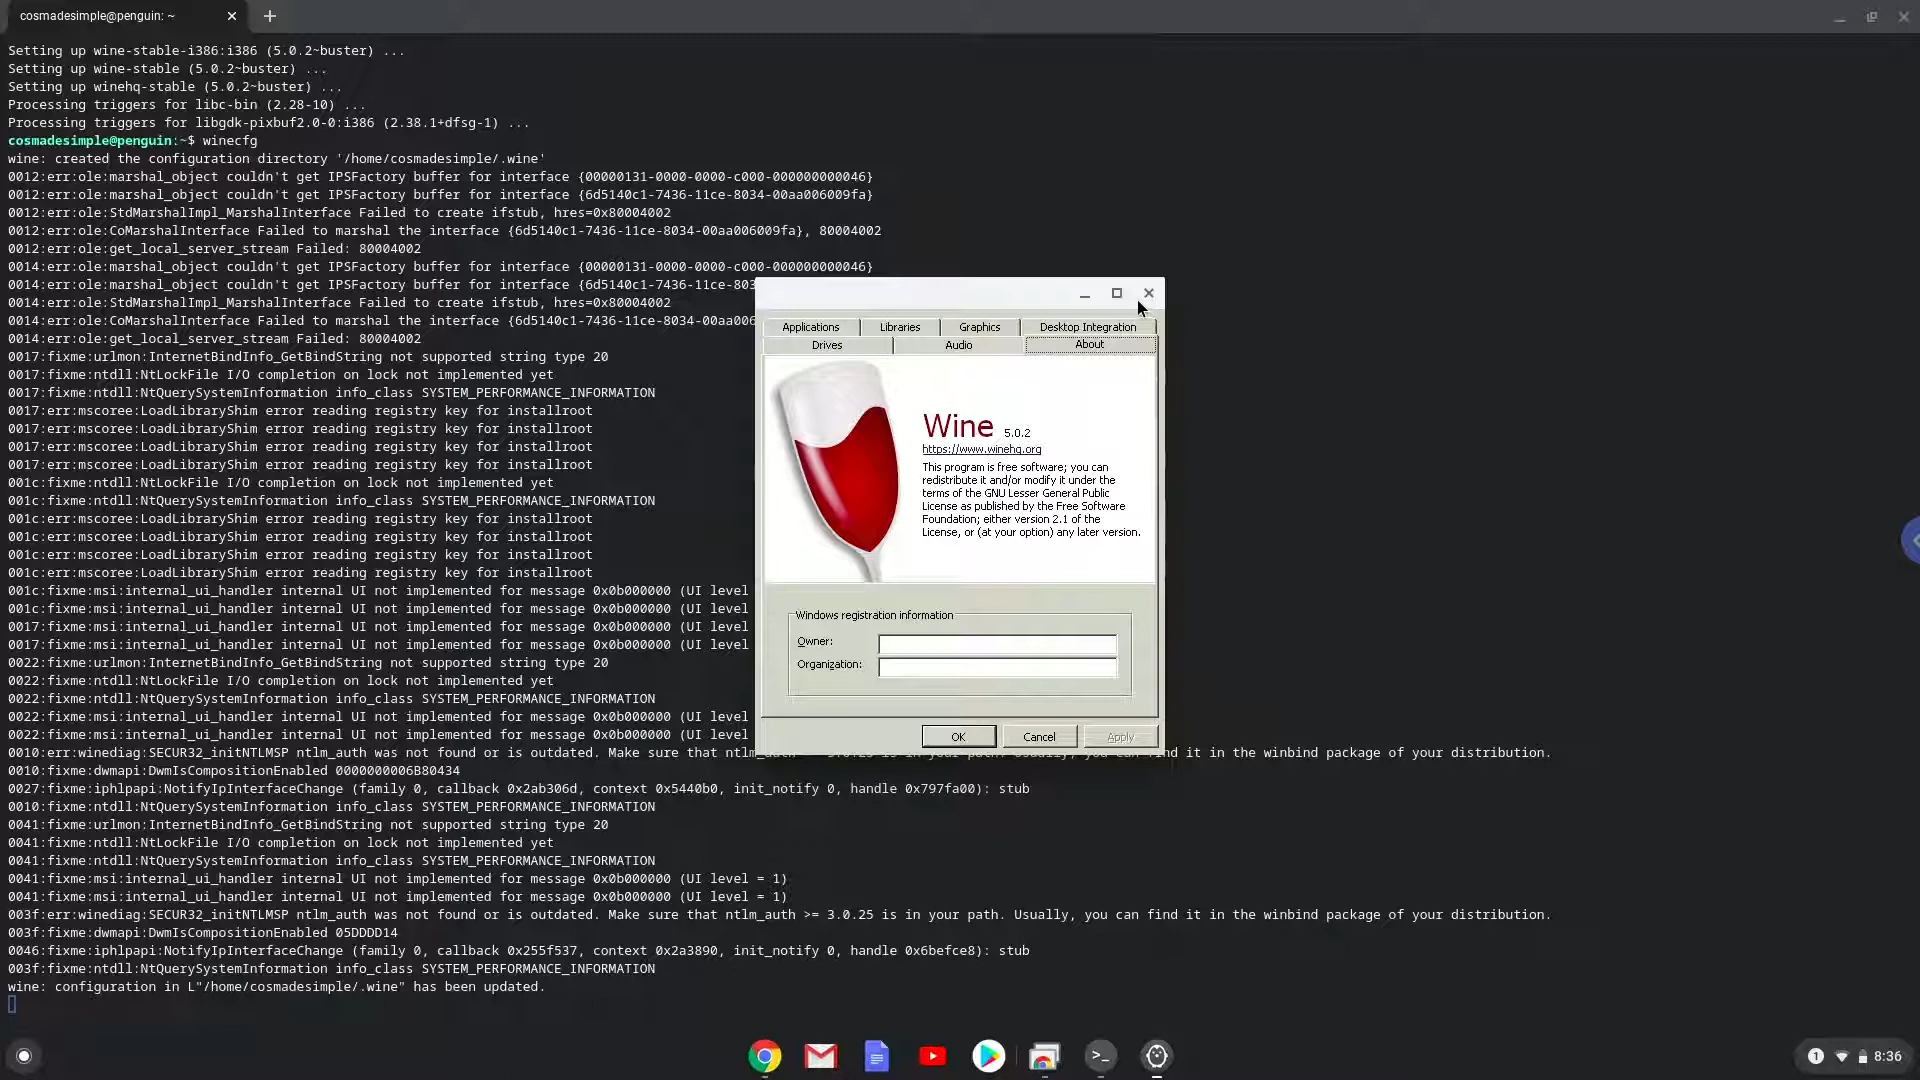 cosmadesimple@penguin: ~
Setting up wine-stable-i386:i386 (5.0.2~buster) ...
Setting up wine-stable (5.0.2~buster) ...
Setting up winehq-stable (5.0.2~buster) ...
Processing triggers for libc-bin (2.28-10) ...
Processing triggers for libgdk-pixbuf2.0-0:i386 (2.38.1+dfsg-1) ...
cosmadesimple@penguin:~$ winecfg
wine: created the configuration directory '/home/cosmadesimple/.wine'
0012:err:ole:marshal_object couldn't get IPSFactory buffer for interface {00000131-0000-0000-c000-000000000046}
0012:err:ole:marshal_object couldn't get IPSFactory buffer for interface {6d5140c1-7436-11ce-8034-00aa006009fa}
0012:err:ole:StdMarshalImpl_MarshalInterface Failed to create ifstub, hres=0x80004002
0012:err:ole:CoMarshalInterface Failed to marshal the interface {6d5140c1-7436-11ce-8034-00aa006009fa}, 80004002
0012:err:ole:get_local_server_stream Failed: 80004002
0014:err:ole:marshal_object couldn't get IPSFactory buffer for interface {00000131-0000-0000-c000-000000000046}
0014:err:ole:marshal_object couldn't get IPSFactory buffer for interface {6d5140c1-7436-11ce-8
0014:err:ole:StdMarshalImpl_MarshalInterface Failed to create ifstub, hres=0x80004002
0014:err:ole:CoMarshalInterface Failed to marshal the interface {6d5140c1-7436-11ce-8034-00aa006
0014:err:ole:get_local_server_stream Failed: 80004002
0017:fixme:urlmon:InternetBindInfo_GetBindString not supported string type 20
0017:fixme:ntdll:NtLockFile I/O completion on lock not implemented yet
0017:fixme:ntdll:NtQuerySystemInformation info_class SYSTEM_PERFORMANCE_INFORMATION
0017:err:mscoree:LoadLibraryShim error reading registry key for installroot
0017:err:mscoree:LoadLibraryShim error reading registry key for installroot
0017:err:mscoree:LoadLibraryShim error reading registry key for installroot
0017:err:mscoree:LoadLibraryShim error reading registry key for installroot
001c:fixme:ntdll:NtLockFile I/O completion on lock not implemented yet
001c:fixme:ntdll:NtQuerySystemInformation info_class SYSTEM_PERFORMANCE_INFORMATION
001c:err:mscoree:LoadLibraryShim error reading registry key for installroot
001c:err:mscoree:LoadLibraryShim error reading registry key for installroot
001c:err:mscoree:LoadLibraryShim error reading registry key for installroot
001c:err:mscoree:LoadLibraryShim error reading registry key for installroot
001c:fixme:msi:internal_ui_handler internal UI not implemented for message 0x0b000000 (UI level
001c:fixme:msi:internal_ui_handler internal UI not implemented for message 0x0b000000 (UI level
0017:fixme:msi:internal_ui_handler internal UI not implemented for message 0x0b000000 (UI level
0017:fixme:msi:internal_ui_handler internal UI not implemented for message 0x0b000000 (UI level
0022:fixme:urlmon:InternetBindInfo_GetBindString not supported string type 20
0022:fixme:ntdll:NtLockFile I/O completion on lock not implemented yet
0022:fixme:ntdll:NtQuerySystemInformation info_class SYSTEM_PERFORMANCE_INFORMATION
0022:fixme:msi:internal_ui_handler internal UI not implemented for message 0x0b000000 (UI level
0022:fixme:msi:internal_ui_handler internal UI not implemented for message 0x0b000000 (UI level
0010:err:winediag:SECUR32_initNTLMSP ntlm_auth was not found or is outdated. Make sure that ntlm_auth >= 3.0.25 is in your path. Usually, you can find it in the winbind package of your distribution.
0010:fixme:dwmapi:DwmIsCompositionEnabled 0000000006B80434
0027:fixme:iphlpapi:NotifyIpInterfaceChange (family 0, callback 0x2ab306d, context 0x5440b0, init_notify 0, handle 0x797fa00): stub
0010:fixme:ntdll:NtQuerySystemInformation info_class SYSTEM_PERFORMANCE_INFORMATION
0041:fixme:urlmon:InternetBindInfo_GetBindString not supported string type 20
0041:fixme:ntdll:NtLockFile I/O completion on lock not implemented yet
0041:fixme:ntdll:NtQuerySystemInformation info_class SYSTEM_PERFORMANCE_INFORMATION
0041:fixme:msi:internal_ui_handler internal UI not implemented for message 0x0b000000 (UI level = 1)
0041:fixme:msi:internal_ui_handler internal UI not implemented for message 0x0b000000 (UI level = 1)
003f:err:winediag:SECUR32_initNTLMSP ntlm_auth was not found or is outdated. Make sure that ntlm_auth >= 3.0.25 is in your path. Usually, you can find it in the winbind package of your distribution.
003f:fixme:dwmapi:DwmIsCompositionEnabled 05DDDD14
0046:fixme:iphlpapi:NotifyIpInterfaceChange (family 0, callback 0x255f537, context 0x2a3890, init_notify 0, handle 0x6befce8): stub
003f:fixme:ntdll:NtQuerySystemInformation info_class SYSTEM_PERFORMANCE_INFORMATION
wine: configuration in L"/home/cosmadesimple/.wine" has been updated.
Applications Libraries Graphics Desktop Integration
Drives Audio About
Wine 5.0.2
https://www.winehq.org
This program is free software; you can
redistribute it and/or modify it under the
terms of the GNU Lesser General Public
License as published by the Free Software
Foundation; either version 2.1 of the
License, or (at your option) any later version.
Windows registration information
Owner:
Organization:
OK Cancel Apply
1 8:36